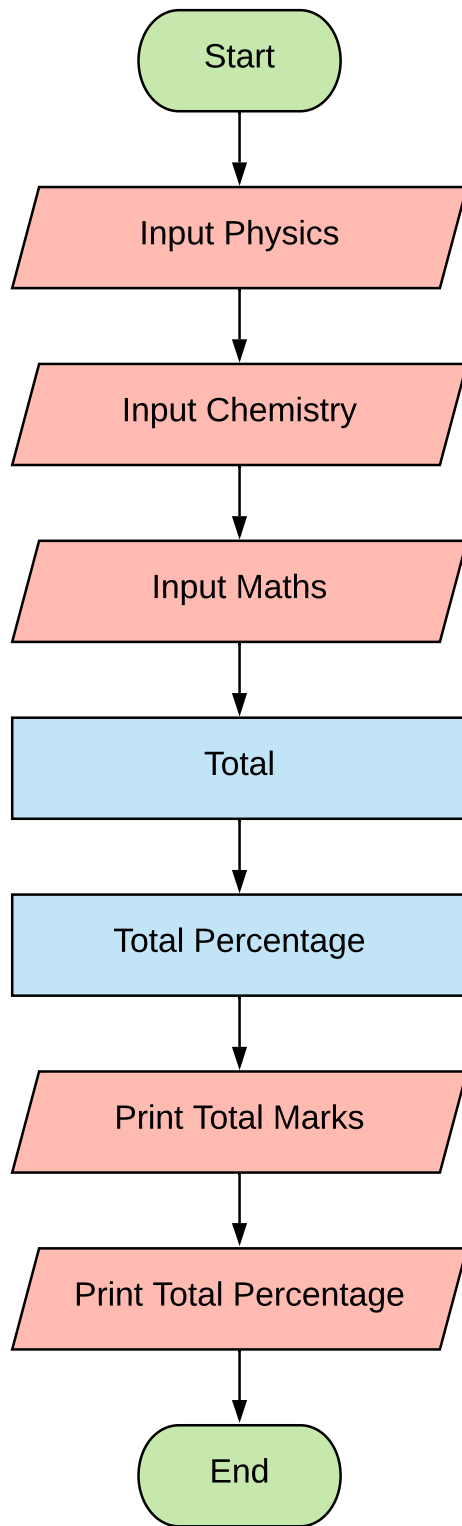 Start
Input Physics
Input Chemistry
Input Maths
Total
Total Percentage
Print Total Marks
Print Total Percentage
End